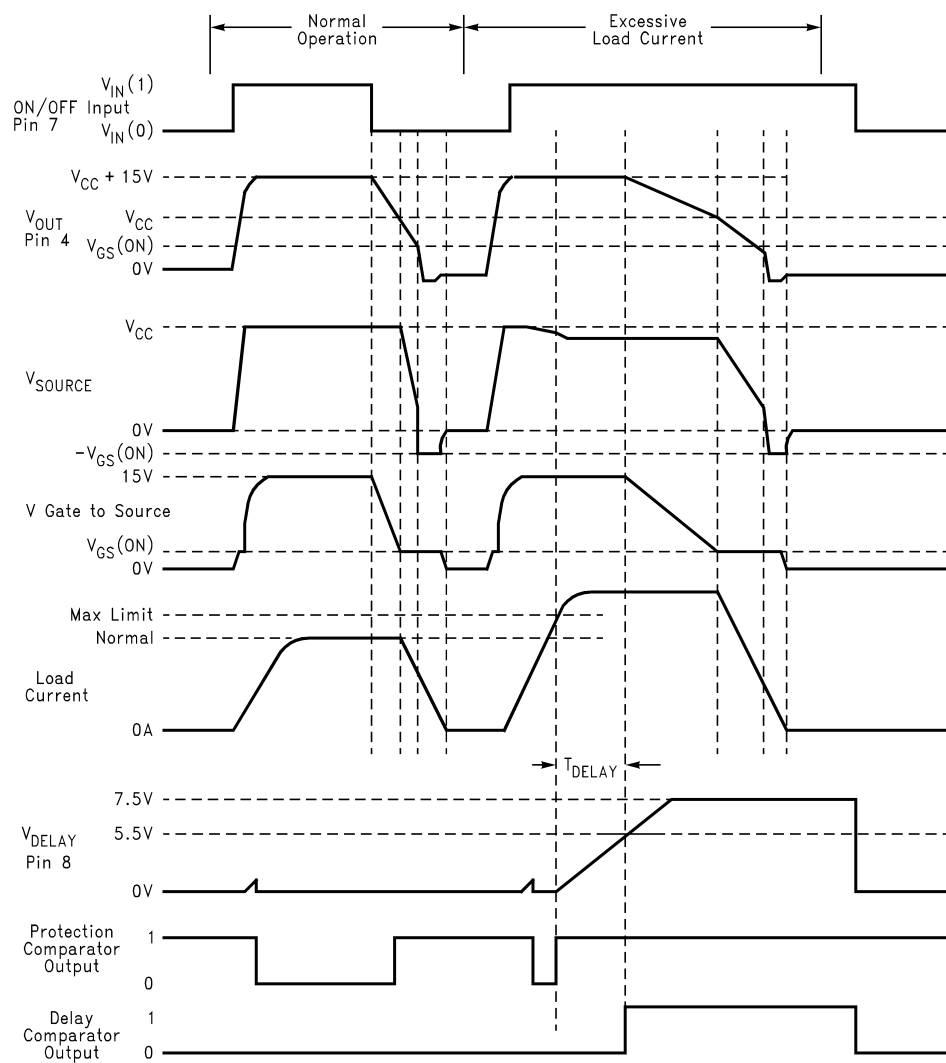 Normal
Operation
Excessive
Load Current
V_IN(1)
ON/OFF Input
Pin 7
V_IN(0)
V_CC + 15V
V_OUT
Pin 4
V_CC
V_GS(ON)
0V
V_CC
V_SOURCE
0V
-V_GS(ON)
15V
V Gate to Source
V_GS(ON)
0V
Max Limit
Normal
Load
Current
0A
T_DELAY
7.5V
V_DELAY
Pin 8
5.5V
0V
Protection
Comparator
Output
1
0
Delay
Comparator
Output
1
0